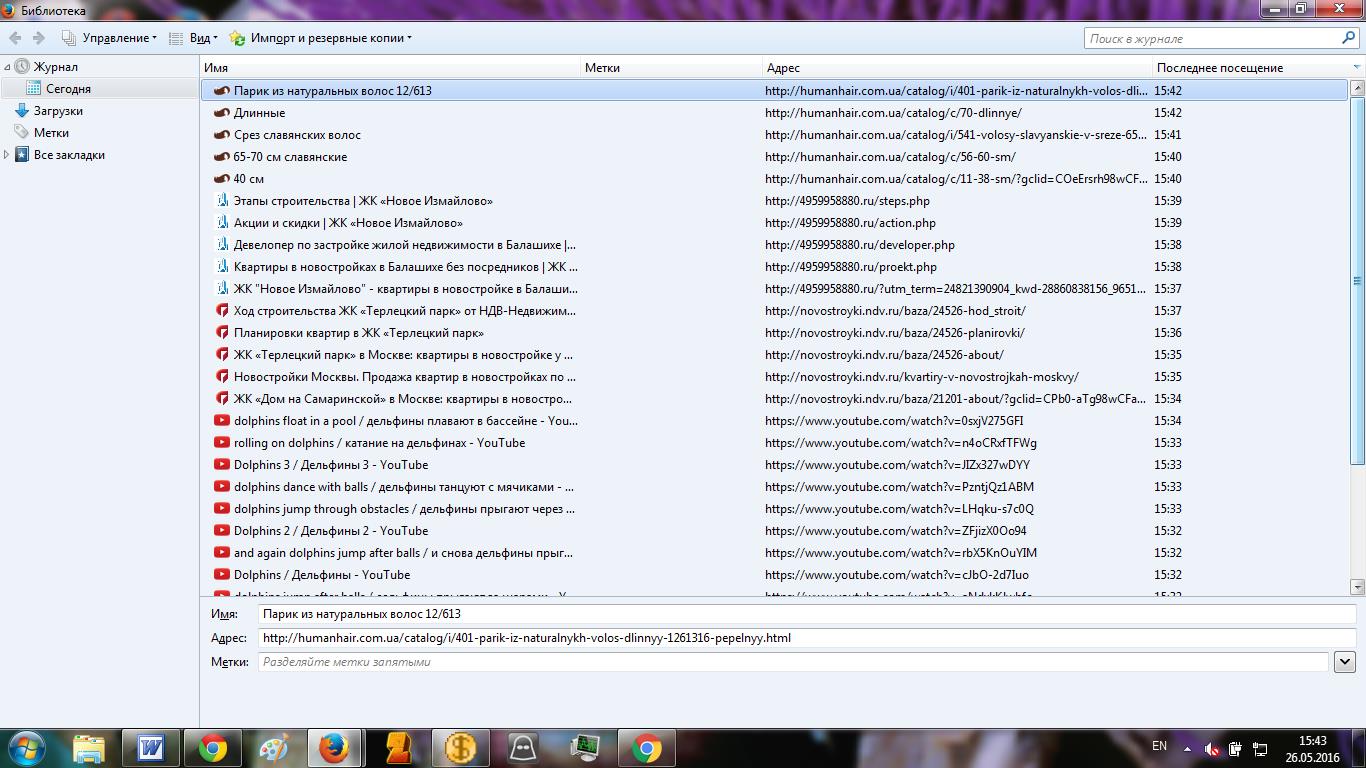 Библиотека
Управление Вид Импорт и резервные копии Поиск в журнале
Журнал
Сегодня
Загрузки
Метки
Все закладки
Имя Метки Адрес Последнее посещение
Парик из натуральных волос 12/613 http://humanhair.com.ua/catalog/i/401-parik-iz-naturalnykh-volos-dli... 15:42
Длинные http://humanhair.com.ua/catalog/c/70-dlinnye/ 15:42
Срез славянских волос http://humanhair.com.ua/catalog/i/541-volosy-slavyanskie-v-sreze-65... 15:41
65-70 см славянские http://humanhair.com.ua/catalog/c/56-60-sm/ 15:40
40 см http://humanhair.com.ua/catalog/c/11-38-sm/?gclid=COeErsrh98wCF... 15:40
Этапы строительства | ЖК «Новое Измайлово» http://4959958880.ru/steps.php 15:39
Акции и скидки | ЖК «Новое Измайлово» http://4959958880.ru/action.php 15:39
Девелопер по застройке жилой недвижимости в Балашихе |... http://4959958880.ru/developer.php 15:38
Квартиры в новостройках в Балашихе без посредников | ЖК ... http://4959958880.ru/proekt.php 15:38
ЖК "Новое Измайлово" - квартиры в новостройке в Балаши... http://4959958880.ru/?utm_term=24821390904_kwd-28860838156_9651... 15:37
Ход строительства ЖК «Терлецкий парк» от НДВ-Недвижим... http://novostroyki.ndv.ru/baza/24526-hod_stroit/ 15:37
Планировки квартир в ЖК «Терлецкий парк» http://novostroyki.ndv.ru/baza/24526-planirovki/ 15:36
ЖК «Терлецкий парк» в Москве: квартиры в новостройке у ... http://novostroyki.ndv.ru/baza/24526-about/ 15:35
Новостройки Москвы. Продажа квартир в новостройках по ... http://novostroyki.ndv.ru/kvartiry-v-novostrojkah-moskvy/ 15:35
ЖК «Дом на Самаринской» в Москве: квартиры в новостро... http://novostroyki.ndv.ru/baza/21201-about/?gclid=CPb0-aTg98wCFa... 15:34
dolphins float in a pool / дельфины плавают в бассейне - You... https://www.youtube.com/watch?v=0sxjV275GFI 15:34
rolling on dolphins / катание на дельфинах - YouTube https://www.youtube.com/watch?v=n4oCRxfTFWg 15:33
Dolphins 3 / Дельфины 3 - YouTube https://www.youtube.com/watch?v=JIZx327wDYY 15:33
dolphins dance with balls / дельфины танцуют с мячиками - ... https://www.youtube.com/watch?v=PzntjQz1ABM 15:33
dolphins jump through obstacles / дельфины прыгают через ... https://www.youtube.com/watch?v=LHqku-s7c0Q 15:33
Dolphins 2 / Дельфины 2 - YouTube https://www.youtube.com/watch?v=ZFjizX0Oo94 15:32
and again dolphins jump after balls / и снова дельфины прыг... https://www.youtube.com/watch?v=rbX5KnOuYIM 15:32
Dolphins / Дельфины - YouTube https://www.youtube.com/watch?v=cJbO-2d7Iuo 15:32
Имя: Парик из натуральных волос 12/613
Адрес: http://humanhair.com.ua/catalog/i/401-parik-iz-naturalnykh-volos-dlinnyy-1261316-pepelnyy.html
Метки: Разделяйте метки запятыми
EN 15:43
26.05.2016